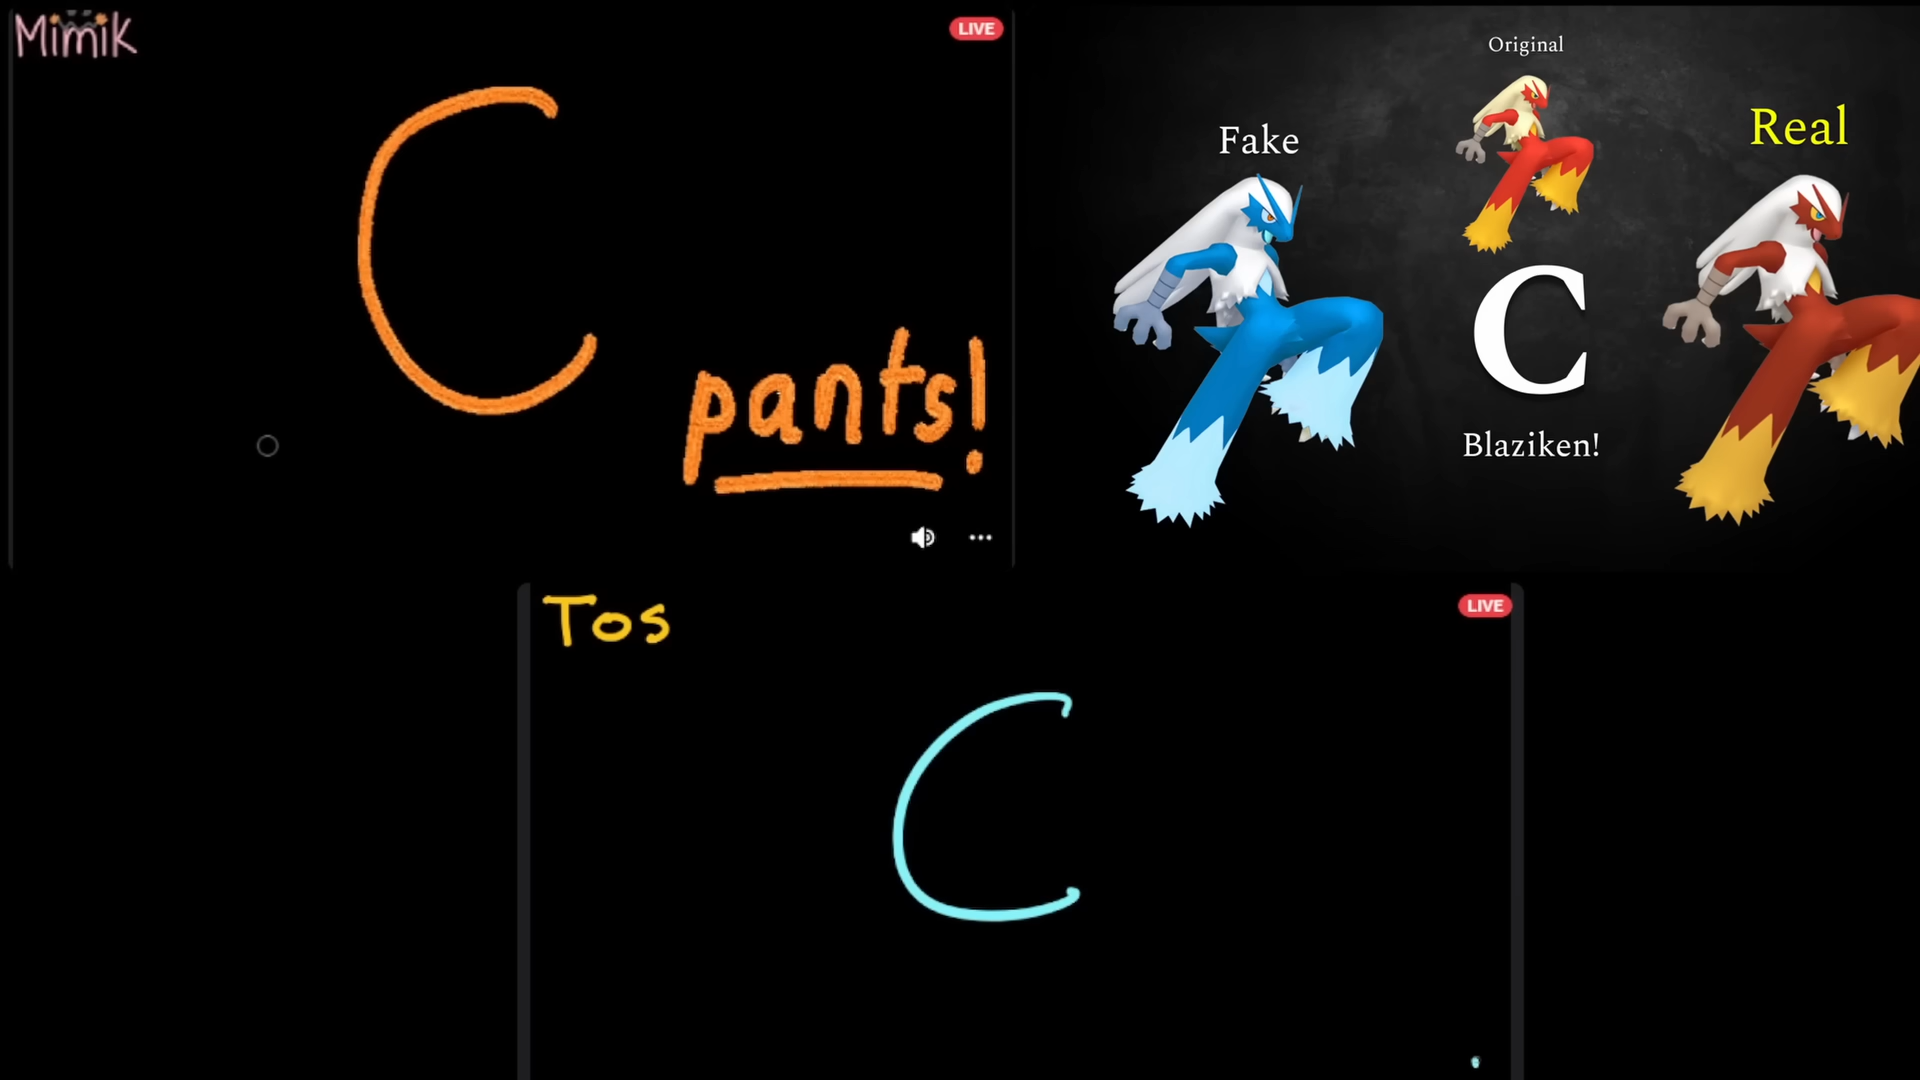 Mimik
LIVE
C
pants!
Original
Fake
Real
C
Blaziken!
Tos
LIVE
C